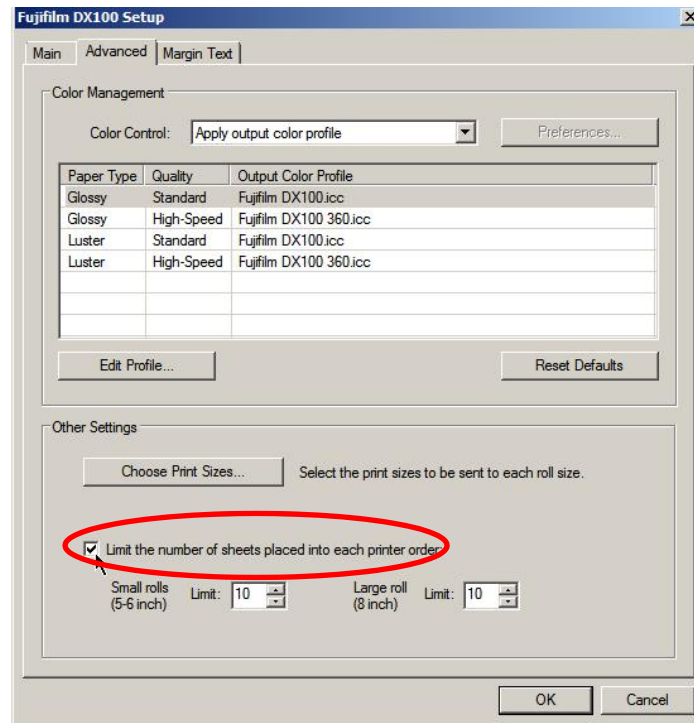 Fujifilm DX100 Setup
Main Advanced Margin Text
Color Management
Color Control: Apply output color profile Preferences...
Paper Type Quality Output Color Profile
Glossy Standard Fujifilm DX100.icc
Glossy High-Speed Fujifilm DX100 360.icc
Luster Standard Fujifilm DX100.icc
Luster High-Speed Fujifilm DX100 360.icc
Edit Profile... Reset Defaults
Other Settings
Choose Print Sizes... Select the print sizes to be sent to each roll size.
Limit the number of sheets placed into each printer order:
Small rolls Limit: 10 Large roll Limit: 10
(5-6 inch) (8 inch)
OK Cancel